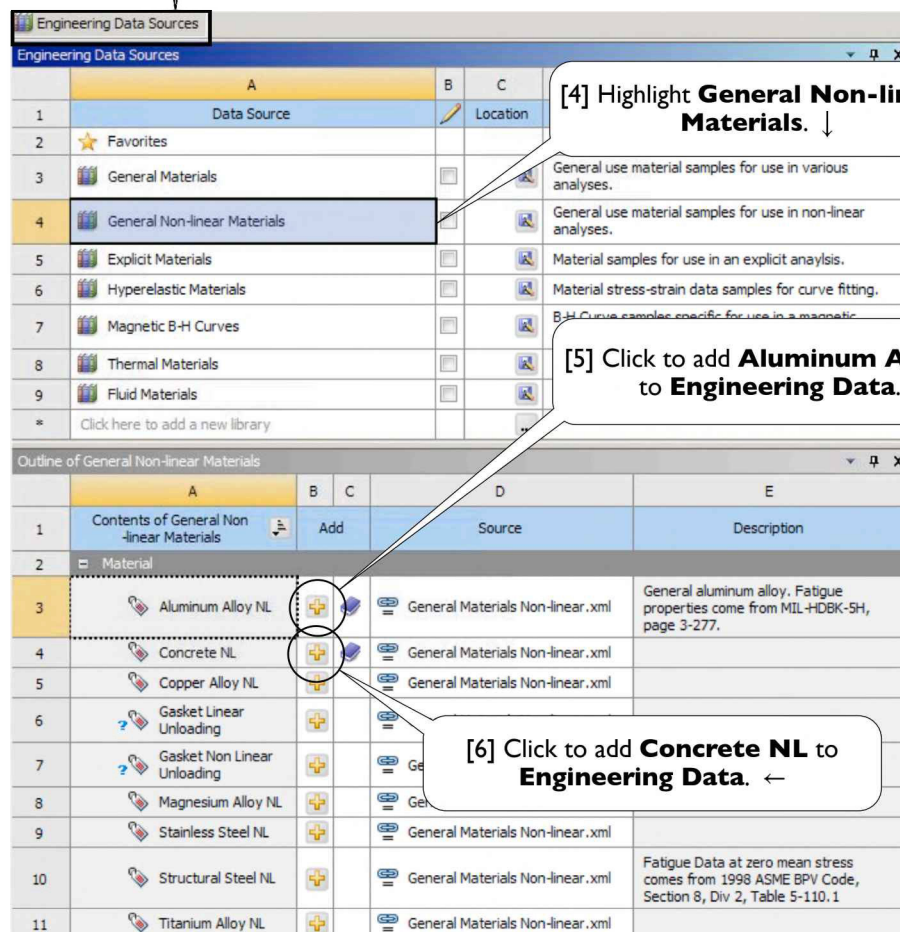 Engineering Data Sources
Engineering Data Sources
A B C
1 Data Source Location
[4] Highlight General Non-lin
Materials. ↓
2 Favorites
3 General Materials General use material samples for use in various
analyses.
4 General Non-linear Materials General use material samples for use in non-linear
analyses.
5 Explicit Materials Material samples for use in an explicit anaylsis.
6 Hyperelastic Materials Material stress-strain data samples for curve fitting.
7 Magnetic B-H Curves B-H Curve samples specific for use in a magnetic
8 Thermal Materials
9 Fluid Materials
[5] Click to add Aluminum A
to Engineering Data.
* Click here to add a new library ...
Outline of General Non-linear Materials
A B C D E
1 Contents of General Non
-linear Materials Add Source Description
2 Material
3 Aluminum Alloy NL General Materials Non-linear.xml General aluminum alloy. Fatigue
properties come from MIL-HDBK-5H,
page 3-277.
4 Concrete NL General Materials Non-linear.xml
5 Copper Alloy NL General Materials Non-linear.xml
6 Gasket Linear
Unloading
7 Gasket Non Linear
Unloading Ge
[6] Click to add Concrete NL to
Engineering Data. ←
8 Magnesium Alloy NL
9 Stainless Steel NL General Materials Non-linear.xml
10 Structural Steel NL General Materials Non-linear.xml Fatigue Data at zero mean stress
comes from 1998 ASME BPV Code,
Section 8, Div 2, Table 5-110.1
11 Titanium Alloy NL General Materials Non-linear.xml